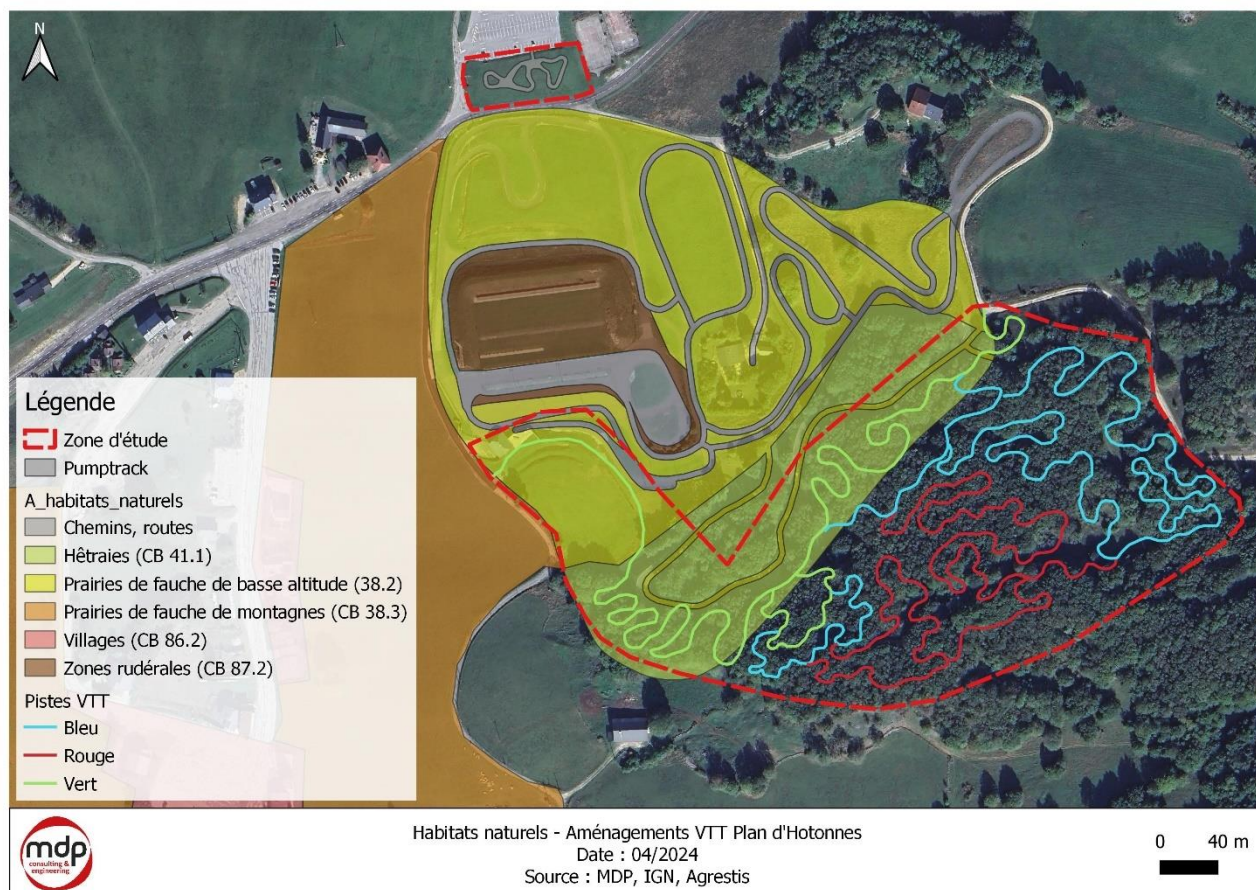 N
Légende
Zone d'étude
Pumptrack
A_habitats_naturels
Chemins, routes
Hêtraies (CB 41.1)
Prairies de fauche de basse altitude (38.2)
Prairies de fauche de montagnes (CB 38.3)
Villages (CB 86.2)
Zones rudérales (CB 87.2)
Pistes VTT
Bleu
Rouge
Vert
mdp
consulting &
engineering
Habitats naturels - Aménagements VTT Plan d'Hotonnes
Date : 04/2024
Source : MDP, IGN, Agrestis
0 40 m